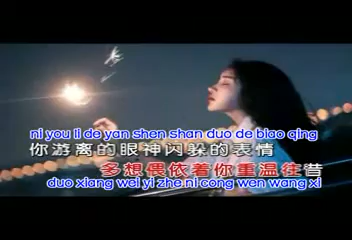 ni you li de yan shen shan duo de biao qing
你游离的眼神闪躲的表情
多想畏依着你重温往昔
duo xiang wei yi zhe ni cong wen wang xi